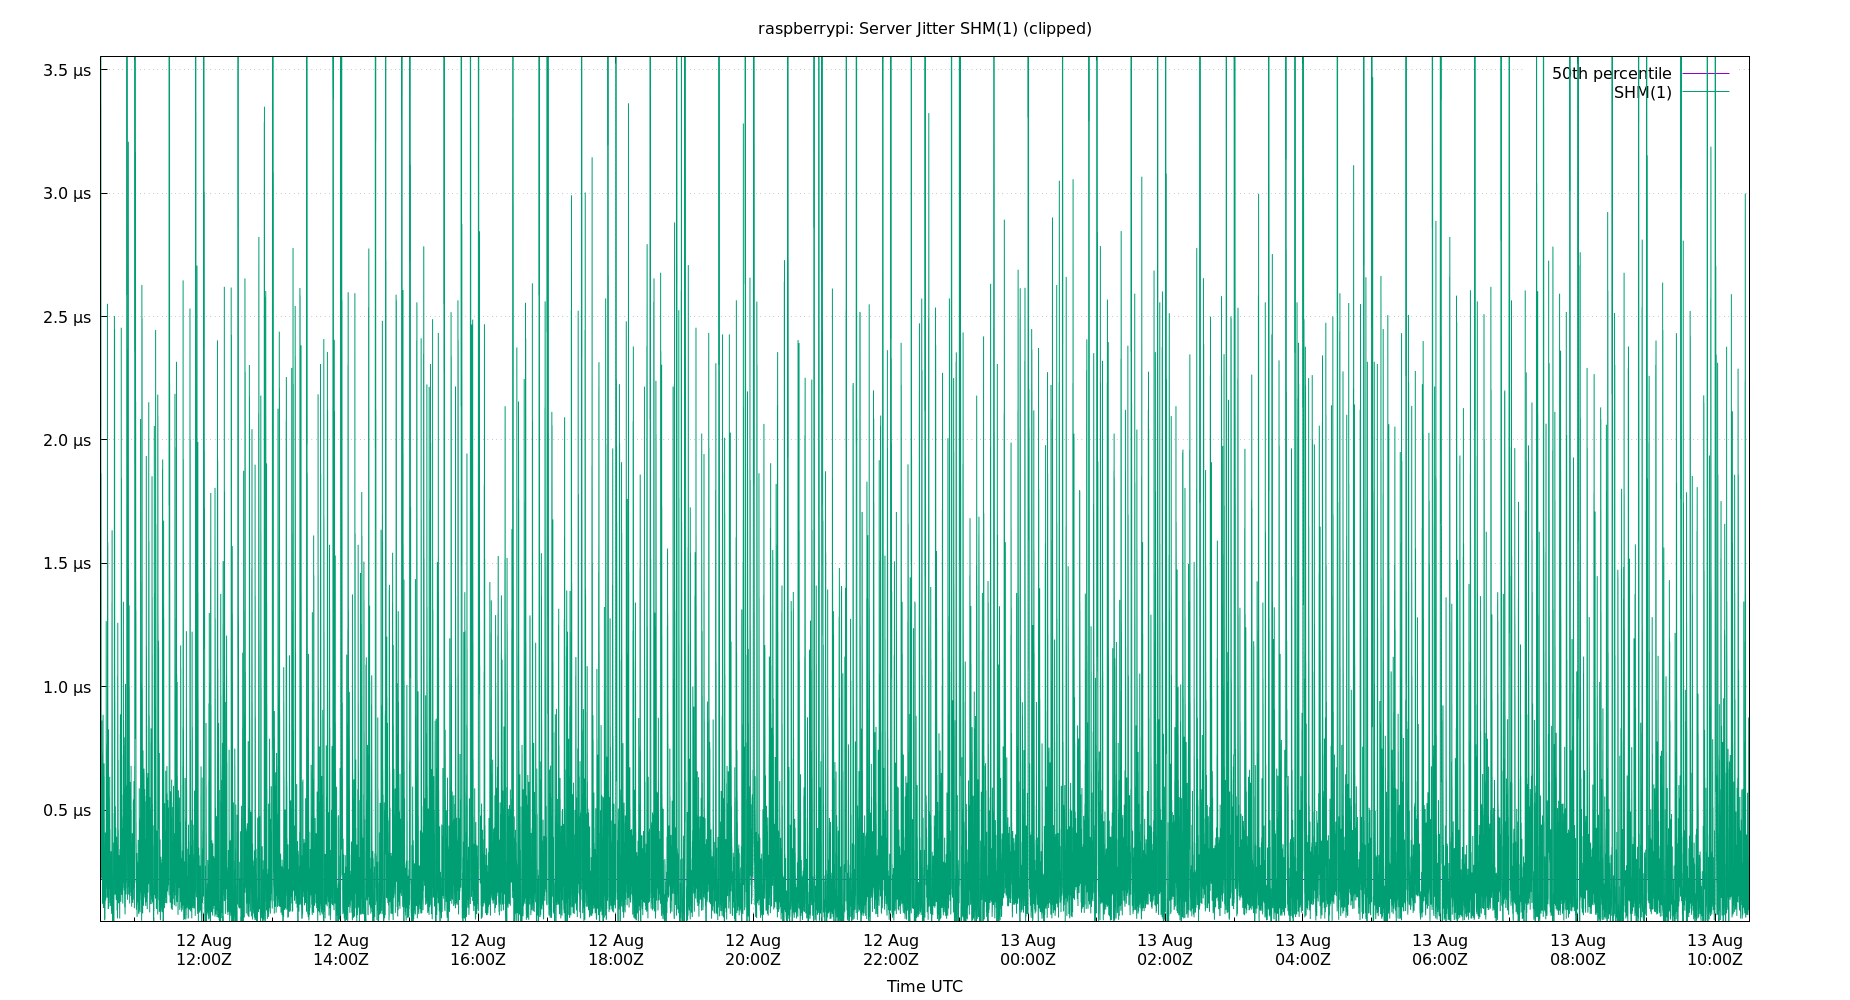 raspberrypi: Server Jitter SHM(1) (clipped)
50th percentile
SHM(1)
3.5 μs
3.0 μs
2.5 μs
2.0 μs
1.5 μs
1.0 μs
0.5 μs
12 Aug 12 Aug 12 Aug 12 Aug 12 Aug 12 Aug 13 Aug 13 Aug 13 Aug 13 Aug 13 Aug 13 Aug
12:00Z 14:00Z 16:00Z 18:00Z 20:00Z 22:00Z 00:00Z 02:00Z 04:00Z 06:00Z 08:00Z 10:00Z
Time UTC